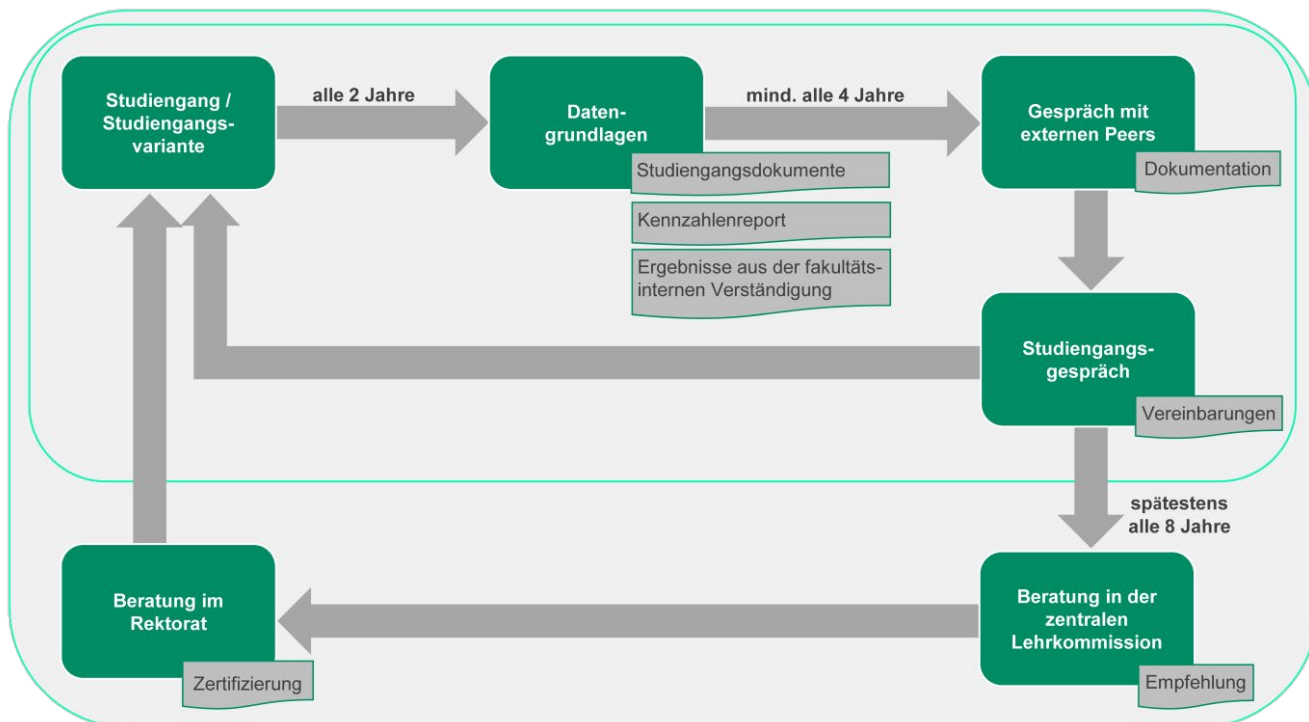 Studiengang /
Studiengangs-
variante
alle 2 Jahre
Daten-
grundlagen
Studiengangsdokumente
Kennzahlenreport
Ergebnisse aus der fakultäts-
internen Verständigung
mind. alle 4 Jahre
Gespräch mit
externen Peers
Dokumentation
Studiengangs-
gespräch
Vereinbarungen
spätestens
alle 8 Jahre
Beratung in der
zentralen
Lehrkommission
Empfehlung
Beratung im
Rektorat
Zertifizierung